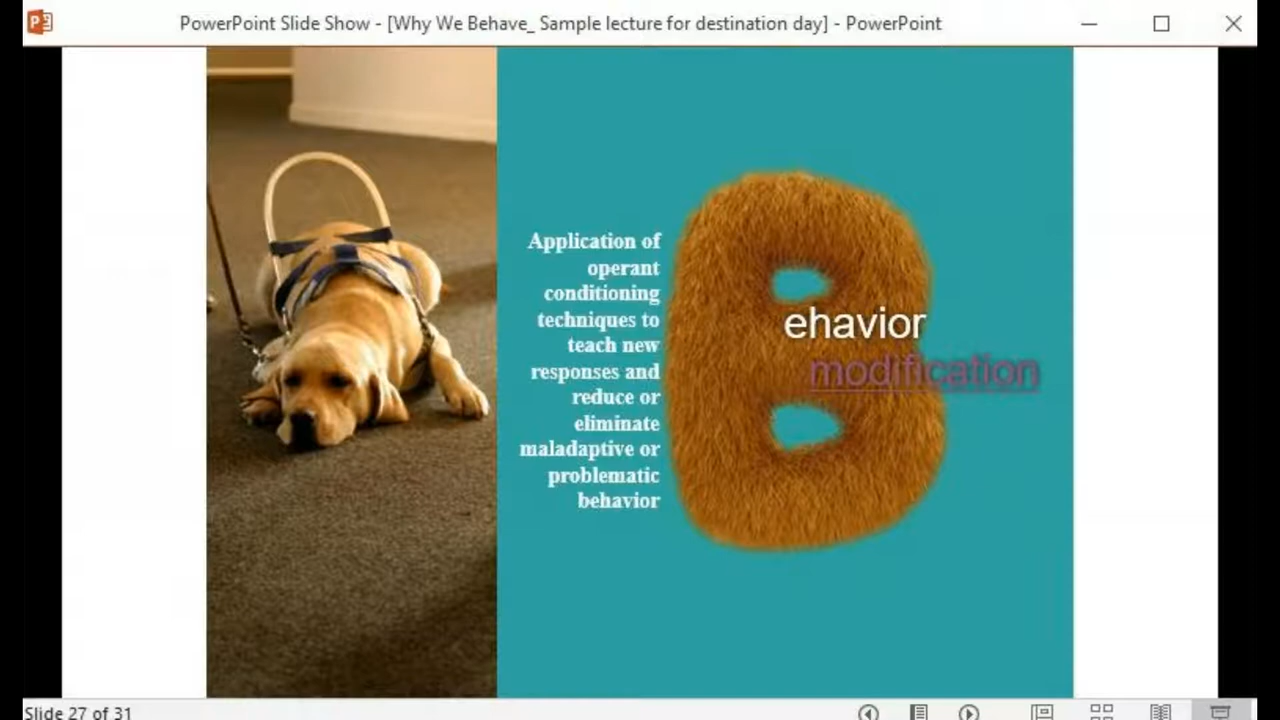 PowerPoint Slide Show - [Why We Behave_ Sample lecture for destination day] - PowerPoint
Application of
operant
conditioning
techniques to
teach new
responses and
reduce or
eliminate
maladaptive or
problematic
behavior
B
ehavior
modification
Slide 27 of 31